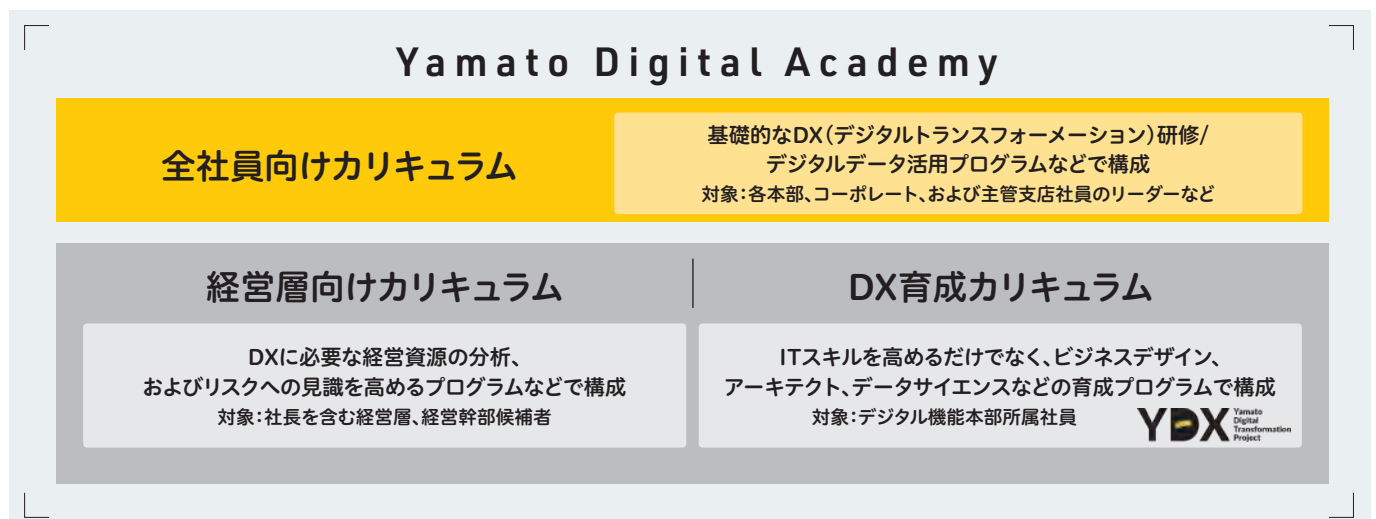 Yamato Digital Academy
全社員向けカリキュラム
基礎的なDX（デジタルトランスフォーメーション）研修/
デジタルデータ活用プログラムなどで構成
対象：各本部、コーポレート、および主管支店社員のリーダーなど
経営層向けカリキュラム
DXに必要な経営資源の分析、
およびリスクへの見識を高めるプログラムなどで構成
対象：社長を含む経営層、経営幹部候補者
DX育成カリキュラム
ITスキルを高めるだけでなく、ビジネスデザイン、
アーキテクト、データサイエンスなどの育成プログラムで構成
対象：デジタル機能本部所属社員
YDX
Yamato
Digital
Transformation
Project